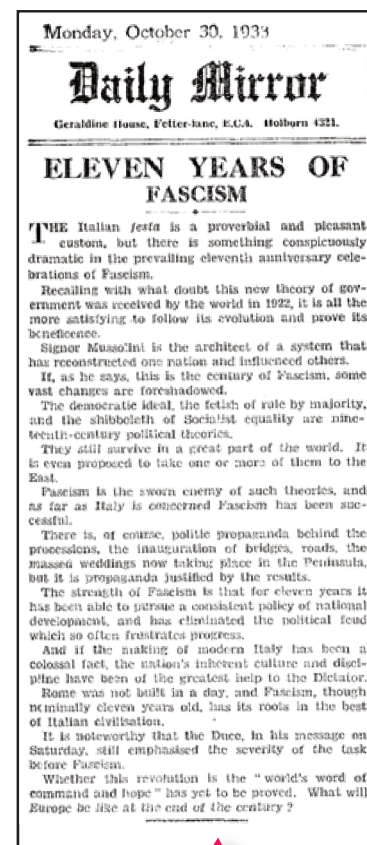 Monday, October 30, 1933
Daily Mirror
Geraldine House, Fetter-lane, E.C.4. Holborn 4321.
ELEVEN YEARS OF
FASCISM
THE Italian festa is a proverbial and pleasant
custom, but there is something conspicuously
dramatic in the prevailing eleventh anniversary cele-
brations of Fascism.
Recalling with what doubt this new theory of gov-
ernment was received by the world in 1922, it is all the
more satisfying to follow its evolution and prove its
beneficence.
Signor Mussolini is the architect of a system that
has reconstructed one nation and influenced others.
If, as he says, this is the century of Fascism, some
vast changes are foreshadowed.
The democratic ideal, the fetish of rule by majority,
and the shibboleth of Socialist equality are nine-
teenth-century political theories.
They still survive in a great part of the world. It
is even proposed to take one or more of them to the
East.
Fascism is the sworn enemy of such theories, and
as far as Italy is concerned Fascism has been suc-
cessful.
There is, of course, politic propaganda behind the
processions, the inauguration of bridges, roads, the
massed weddings now taking place in the Peninsula,
but it is propaganda justified by the results.
The strength of Fascism is that for eleven years it
has been able to pursue a consistent policy of national
development, and has eliminated the political feud
which so often frustrates progress.
And if the making of modern Italy has been a
colossal fact, the nation's inherent culture and disci-
pline have been of the greatest help to the Dictator.
Rome was not built in a day, and Fascism, though
nominally eleven years old, has its roots in the best
of Italian civilisation.
It is noteworthy that the Duce, in his message on
Saturday, still emphasised the severity of the task
before Fascism.
Whether this revolution is the "world's word of
command and hope" has yet to be proved. What will
Europe be like at the end of the century?